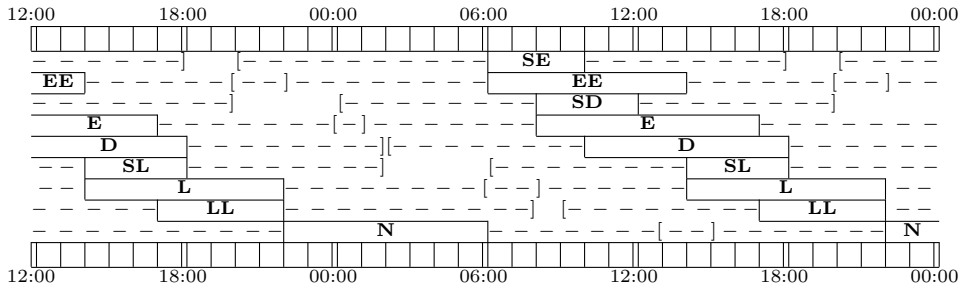 12:00 18:00 00:00 06:00 12:00 18:00 00:00
] [ SE ] [
EE [ ] EE [ ]
] [ SD ]
E [ ] E
D ] [ D
SL ] [ SL
L [ ] L
LL ] [ LL
N [ ] N
12:00 18:00 00:00 06:00 12:00 18:00 00:00